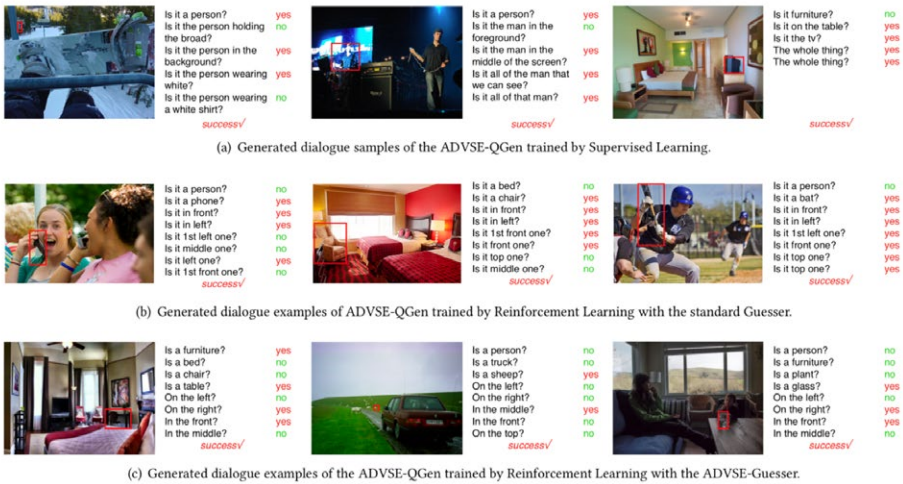 Is it a person? yes
Is it the person holding no
the broad?
Is it the person in the yes
background?
Is it the person wearing yes
white?
Is it the person wearing no
a white shirt?
success✓
Is it a person? yes
Is it the man in the no
foreground?
Is it the man in the yes
middle of the screen?
Is it all of the man that yes
we can see?
Is it all of that man? yes
success✓
Is it furniture? no
Is it on the table? yes
Is it the tv? yes
The whole thing? yes
The whole thing? yes
success✓
(a) Generated dialogue samples of the ADVSE-QGen trained by Supervised Learning.
Is it a person? no
Is it a phone? yes
Is it in front? yes
Is it in left? yes
Is it 1st left one? no
Is it middle one? no
Is it left one? yes
Is it 1st front one? no
success✓
Is it a bed? no
Is it a chair? yes
Is it in front? yes
Is it in left? yes
Is it 1st front one? yes
Is it front one? yes
Is it top one? no
Is it middle one? no
success✓
Is it a person? no
Is it a bat? yes
Is it in front? yes
Is it in left? yes
Is it 1st left one? yes
Is it front one? yes
Is it top one? yes
Is it top one? yes
success✓
(b) Generated dialogue examples of ADVSE-QGen trained by Reinforcement Learning with the standard Guesser.
Is a furniture? yes
Is a bed? no
Is a chair? no
Is a table? yes
On the left? no
On the right? yes
In the front? yes
In the middle? no
success✓
Is a person? no
Is a truck? no
Is a sheep? yes
On the left? no
On the right? no
In the middle? yes
In the front? no
On the top? no
success✓
Is a person? no
Is a furniture? no
Is a plant? no
Is a glass? yes
On the left? no
On the right? yes
In the front? yes
In the middle? no
success✓
(c) Generated dialogue examples of the ADVSE-QGen trained by Reinforcement Learning with the ADVSE-Guesser.